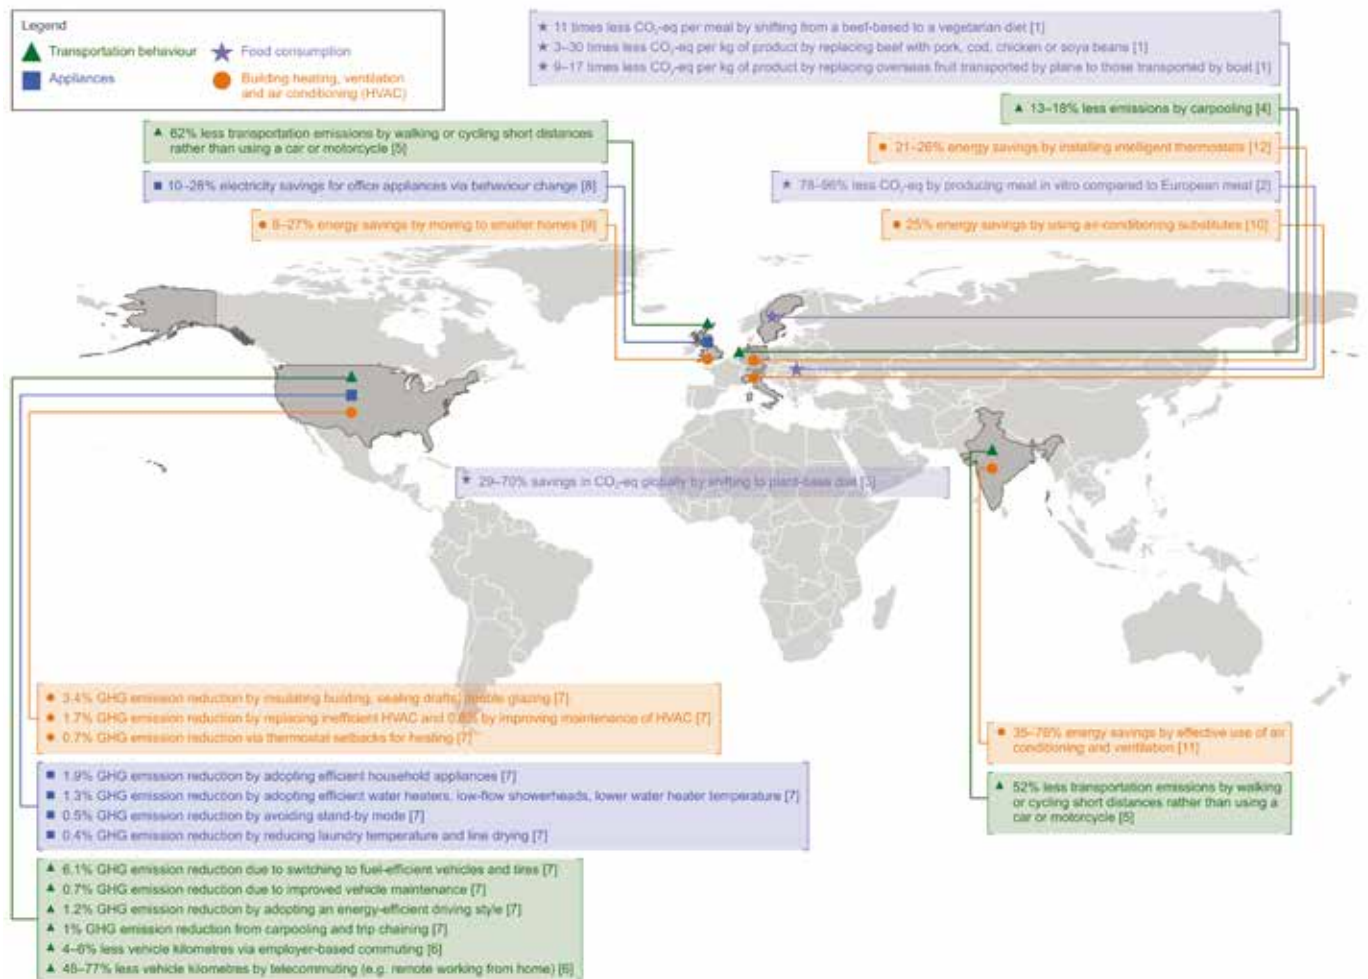 Legend
Transportation behaviour
Food consumption
Appliances
Building heating, ventilation
and air conditioning (HVAC)
11 times less CO₂-eq per meal by shifting from a beef-based to a vegetarian diet [1]
3–30 times less CO₂-eq per kg of product by replacing beef with pork, cod, chicken or soya beans [1]
9–17 times less CO₂-eq per kg of product by replacing overseas fruit transported by plane to those transported by boat [1]
13–18% less emissions by carpooling [4]
62% less transportation emissions by walking or cycling short distances
rather than using a car or motorcycle [5]
21–26% energy savings by installing intelligent thermostats [12]
10–28% electricity savings for office appliances via behaviour change [8]
78–96% less CO₂-eq by producing meat in vitro compared to European meat [2]
8–27% energy savings by moving to smaller homes [9]
25% energy savings by using air-conditioning substitutes [10]
29–70% savings in CO₂-eq globally by shifting to plant-base diet [3]
3.4% GHG emission reduction by insulating building, sealing drafts, double glazing [7]
1.7% GHG emission reduction by replacing inefficient HVAC and by improving maintenance of HVAC [7]
0.7% GHG emission reduction via thermostat setbacks for heating [7]
35–76% energy savings by effective use of air
conditioning and ventilation [11]
1.9% GHG emission reduction by adopting efficient household appliances [7]
1.3% GHG emission reduction by adopting efficient water heaters, low-flow showerheads, lower water heater temperature [7]
0.5% GHG emission reduction by avoiding stand-by mode [7]
0.4% GHG emission reduction by reducing laundry temperature and line drying [7]
52% less transportation emissions by walking
or cycling short distances rather than using a
car or motorcycle [5]
6.1% GHG emission reduction due to switching to fuel-efficient vehicles and tires [7]
0.7% GHG emission reduction due to improved vehicle maintenance [7]
1.2% GHG emission reduction by adopting an energy-efficient driving style [7]
1% GHG emission reduction from carpooling and trip chaining [7]
4–6% less vehicle kilometres via employer-based commuting [6]
48–77% less vehicle kilometres by telecommuting (e.g. remote working from home) [6]